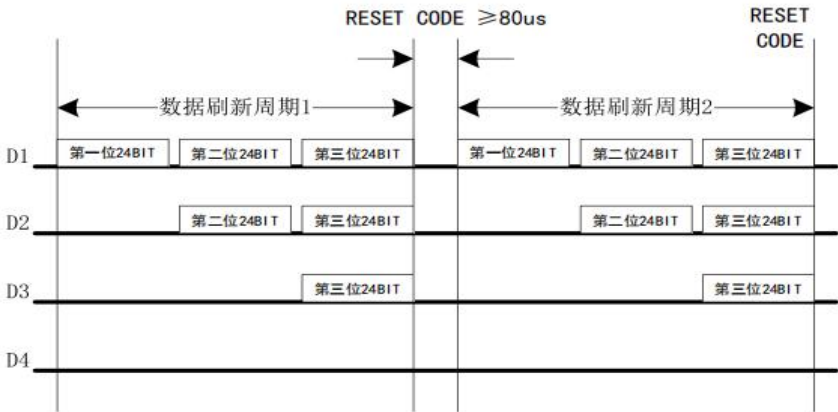 RESET CODE ≥80us
RESET
CODE
数据刷新周期1
数据刷新周期2
D1
第一位24BIT
第二位24BIT
第三位24BIT
第一位24BIT
第二位24BIT
第三位24BIT
D2
第二位24BIT
第三位24BIT
第二位24BIT
第三位24BIT
D3
第三位24BIT
第三位24BIT
D4